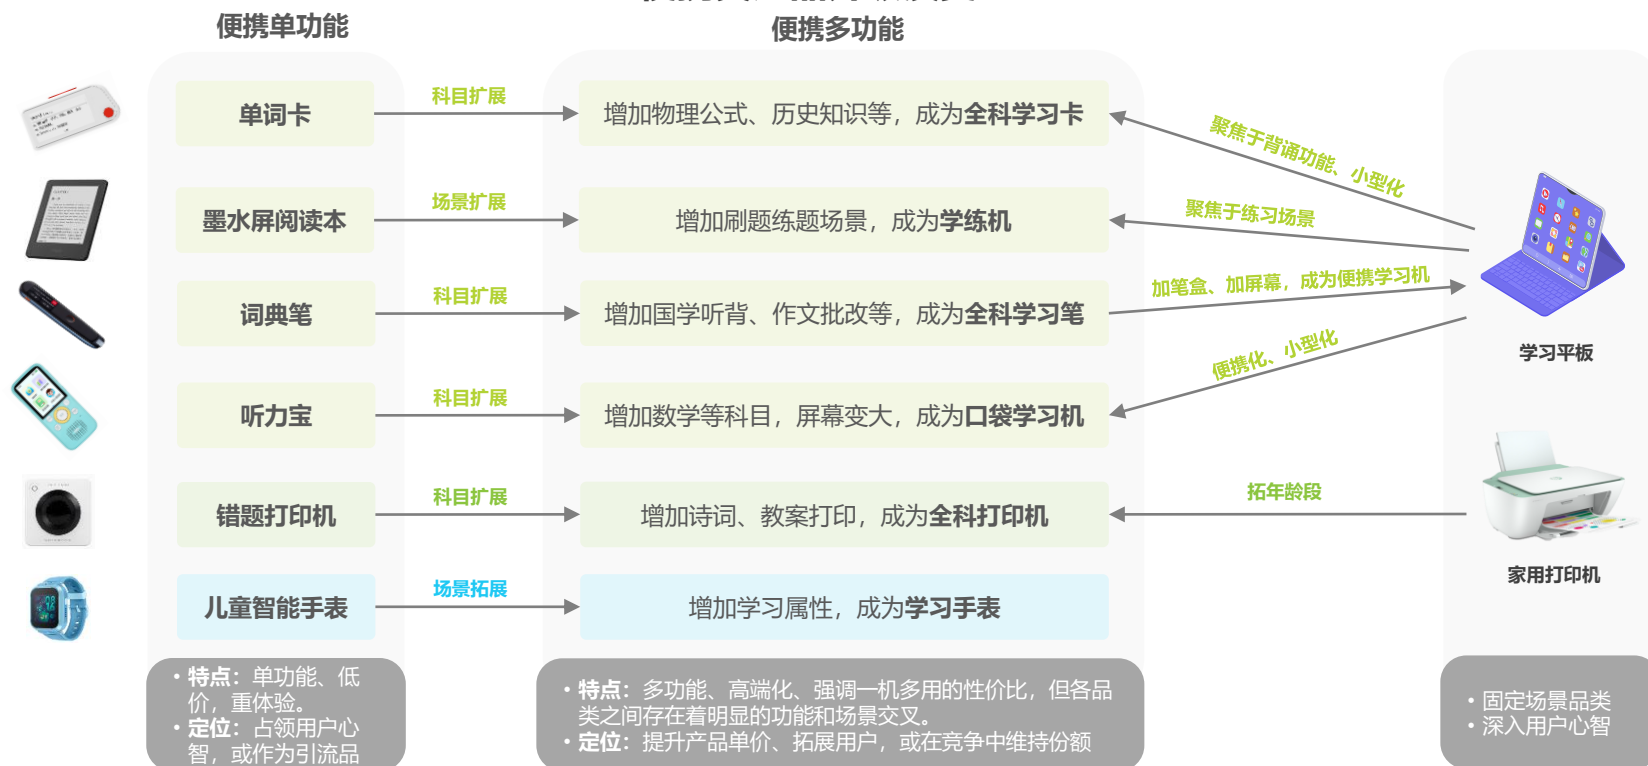 便携单功能
便携多功能
单词卡
科目扩展
增加物理公式、历史知识等，成为全科学习卡
聚焦于背诵功能、小型化
墨水屏阅读本
场景扩展
增加刷题练题场景，成为学练机
聚焦于练习场景
词典笔
科目扩展
增加国学听背、作文批改等，成为全科学习笔
加笔盒、加屏幕，成为便携学习机
学习平板
听力宝
科目扩展
增加数学等科目，屏幕变大，成为口袋学习机
便携化、小型化
错题打印机
科目扩展
增加诗词、教案打印，成为全科打印机
拓年龄段
家用打印机
儿童智能手表
场景拓展
增加学习属性，成为学习手表
• 特点：单功能、低
价，重体验。
• 定位：占领用户心
智，或作为引流品
• 特点：多功能、高端化、强调一机多用的性价比，但各品
类之间存在着明显的功能和场景交叉。
• 定位：提升产品单价、拓展用户，或在竞争中维持份额
• 固定场景品类
• 深入用户心智